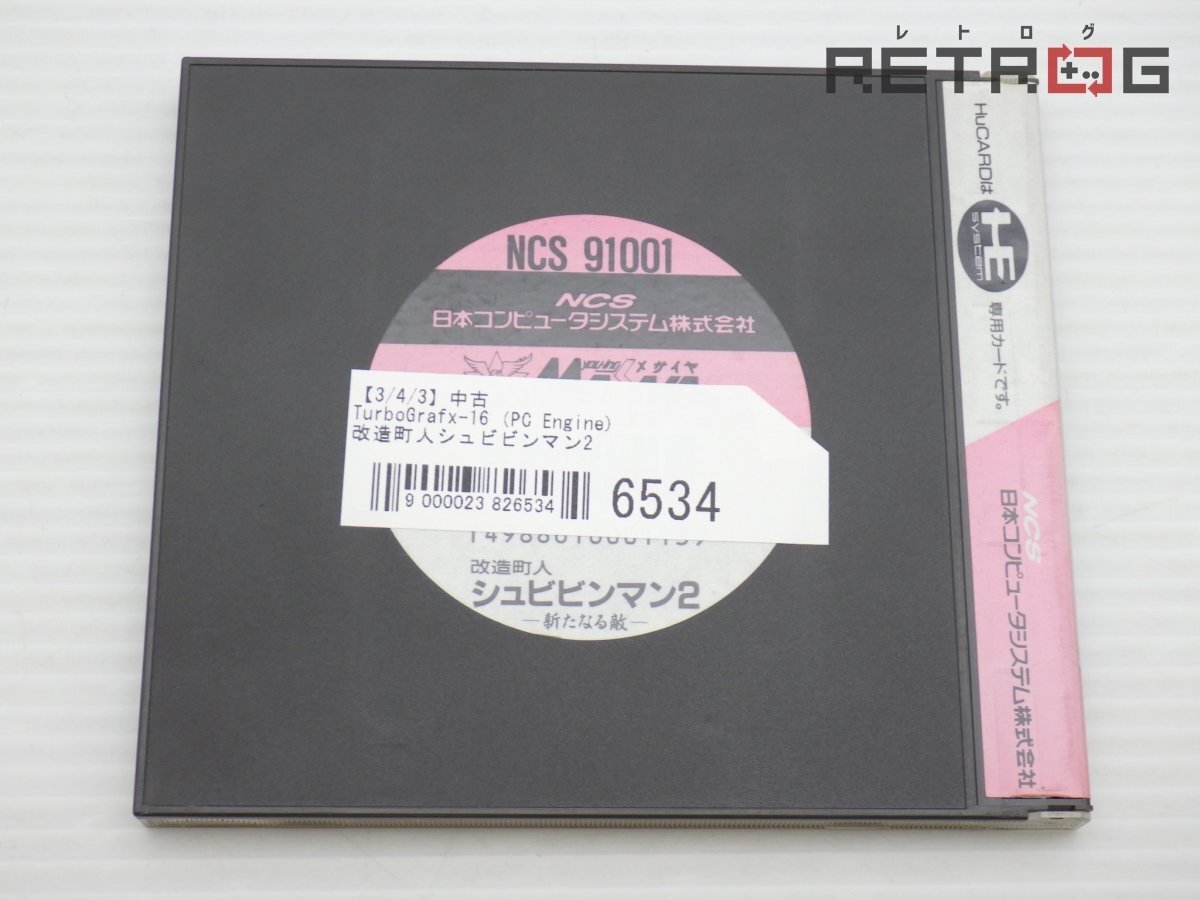 レトログ
RETROG
HuCARDは
HE
system
専用カードです。
NCS
日本コンピュータシステム株式会社
NCS 91001
NCS
日本コンピュータシステム株式会社
メサイヤ
【3/4/3】中古
TurboGrafx-16 (PC Engine)
改造町人シュビビンマン2
9 000023 826534
6534
改造町人
シュビビンマン2
―新たなる敵―